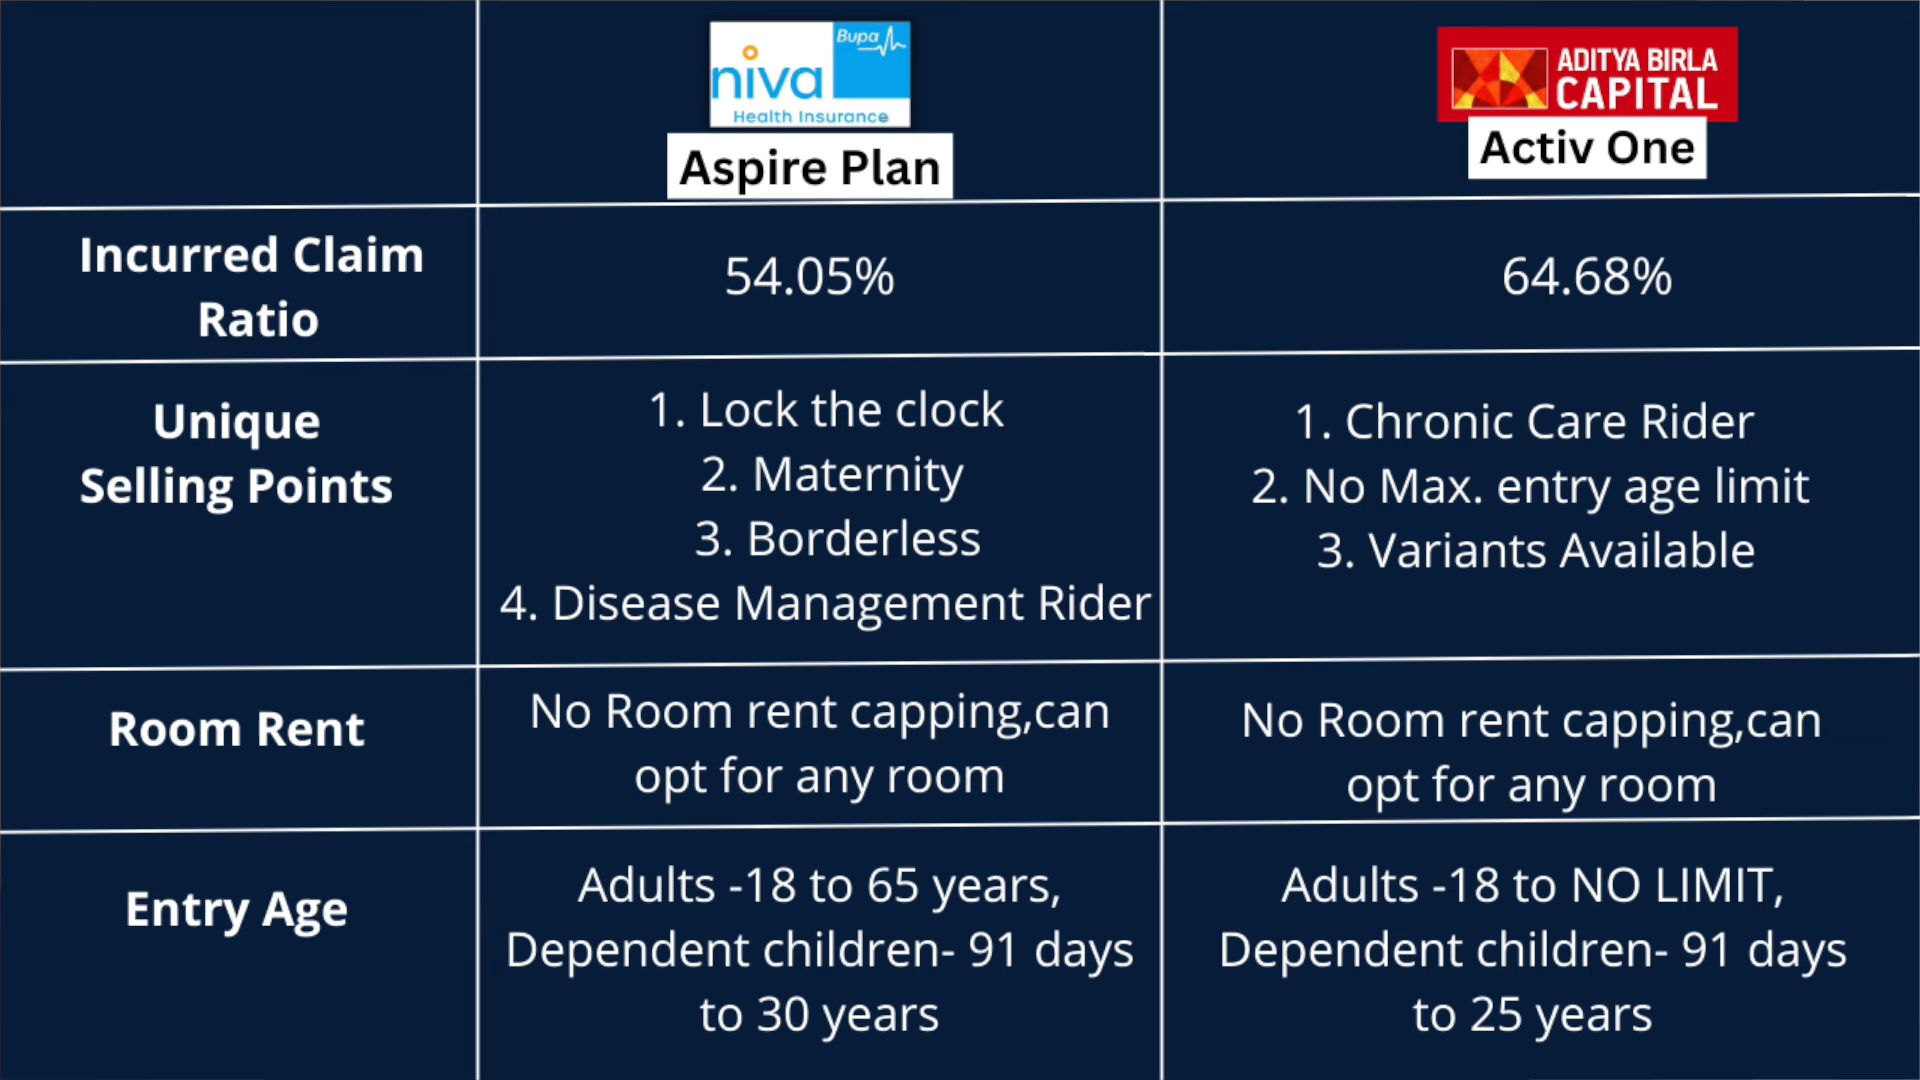 Bupa
niva
Health Insurance
Aspire Plan
ADITYA BIRLA
CAPITAL
Activ One
Incurred Claim
Ratio
54.05%
64.68%
Unique
Selling Points
1. Lock the clock
2. Maternity
3. Borderless
4. Disease Management Rider
1. Chronic Care Rider
2. No Max. entry age limit
3. Variants Available
Room Rent
No Room rent capping,can
opt for any room
No Room rent capping,can
opt for any room
Entry Age
Adults -18 to 65 years,
Dependent children- 91 days
to 30 years
Adults -18 to NO LIMIT,
Dependent children- 91 days
to 25 years